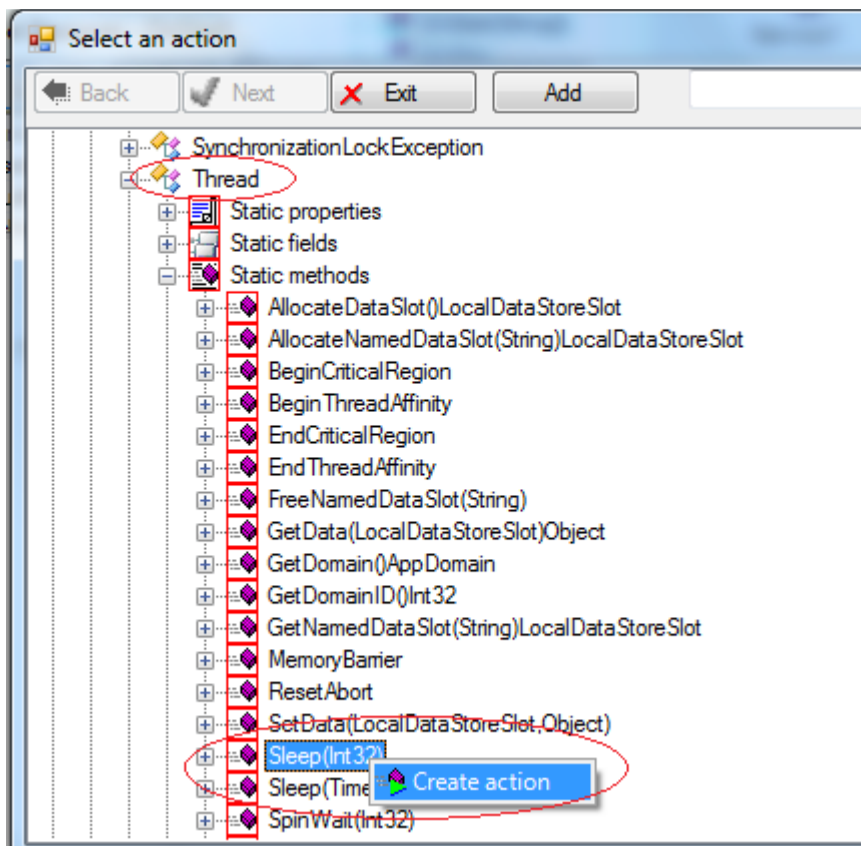 Select an action
Back Next Exit Add
SynchronizationLockException
Thread
Static properties
Static fields
Static methods
AllocateDataSlot()LocalDataStoreSlot
AllocateNamedDataSlot(String)LocalDataStoreSlot
BeginCriticalRegion
BeginThreadAffinity
EndCriticalRegion
EndThreadAffinity
FreeNamedDataSlot(String)
GetData(LocalDataStoreSlot)Object
GetDomain()AppDomain
GetDomainID()Int32
GetNamedDataSlot(String)LocalDataStoreSlot
MemoryBarrier
ResetAbort
SetData(LocalDataStoreSlot,Object)
Sleep(Int32)
Create action
Sleep(Time
SpinWait(Int32)